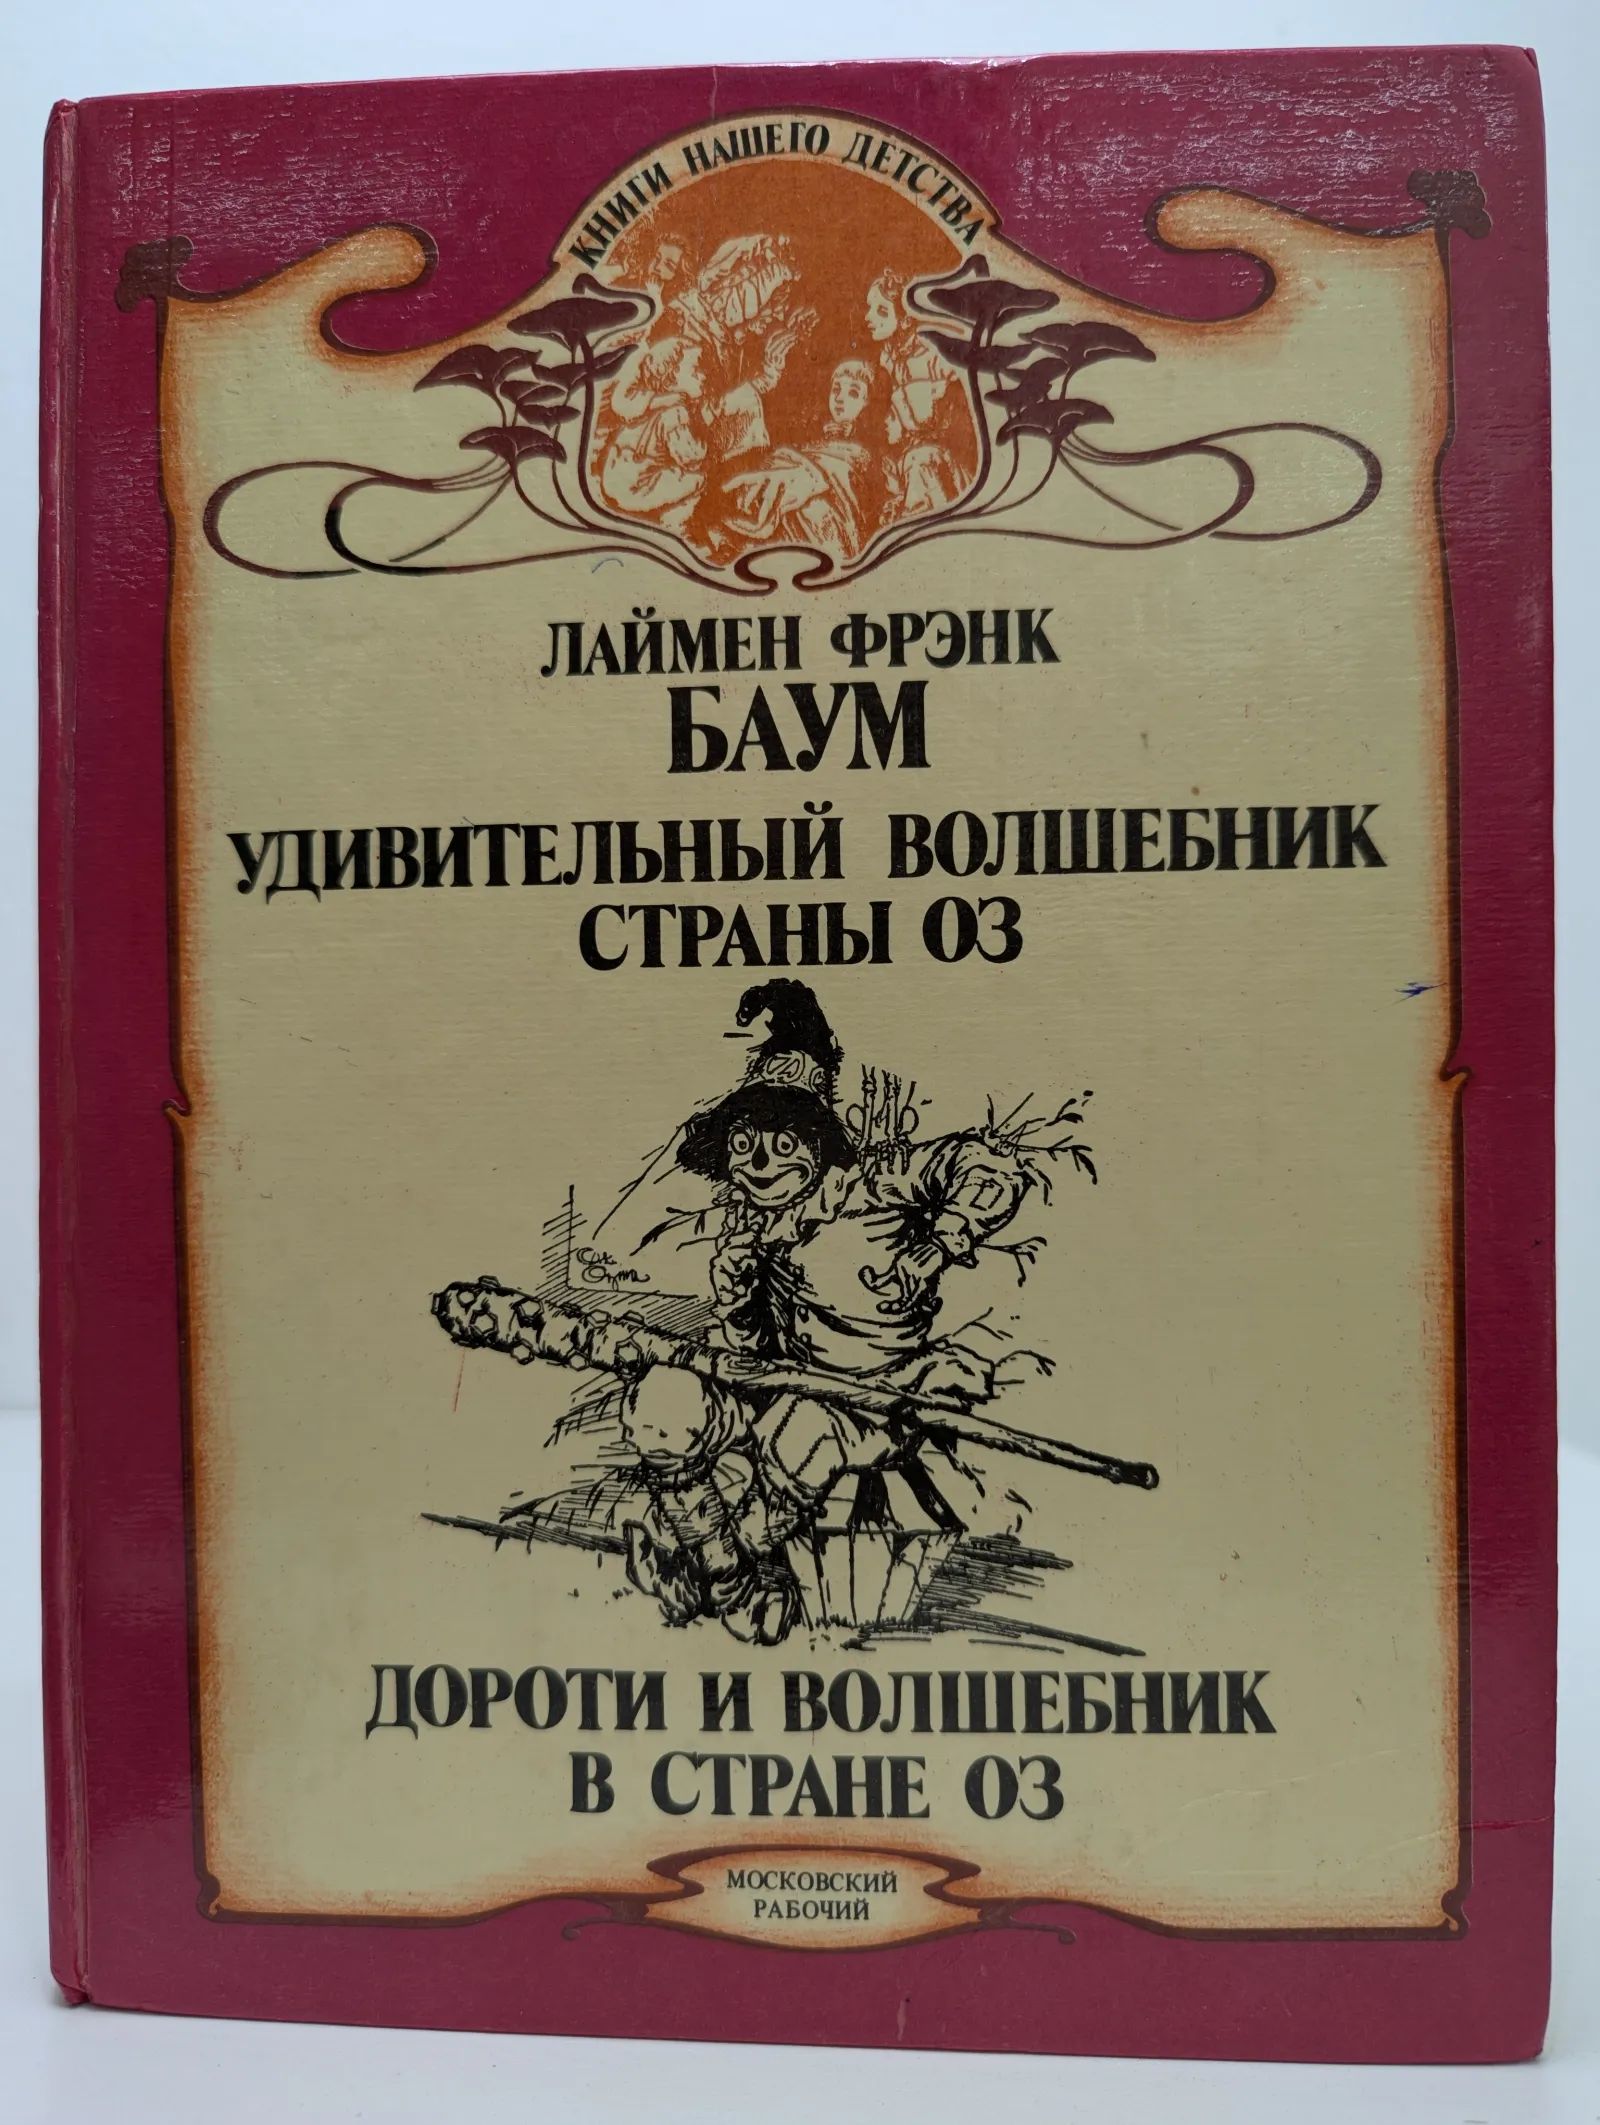 КНИГИ НАШЕГО ДЕТСТВА
ЛАЙМЕН ФРЭНК
БАУМ
УДИВИТЕЛЬНЫЙ ВОЛШЕБНИК
СТРАНЫ ОЗ
ДОРОТИ И ВОЛШЕБНИК
В СТРАНЕ ОЗ
МОСКОВСКИЙ
РАБОЧИЙ